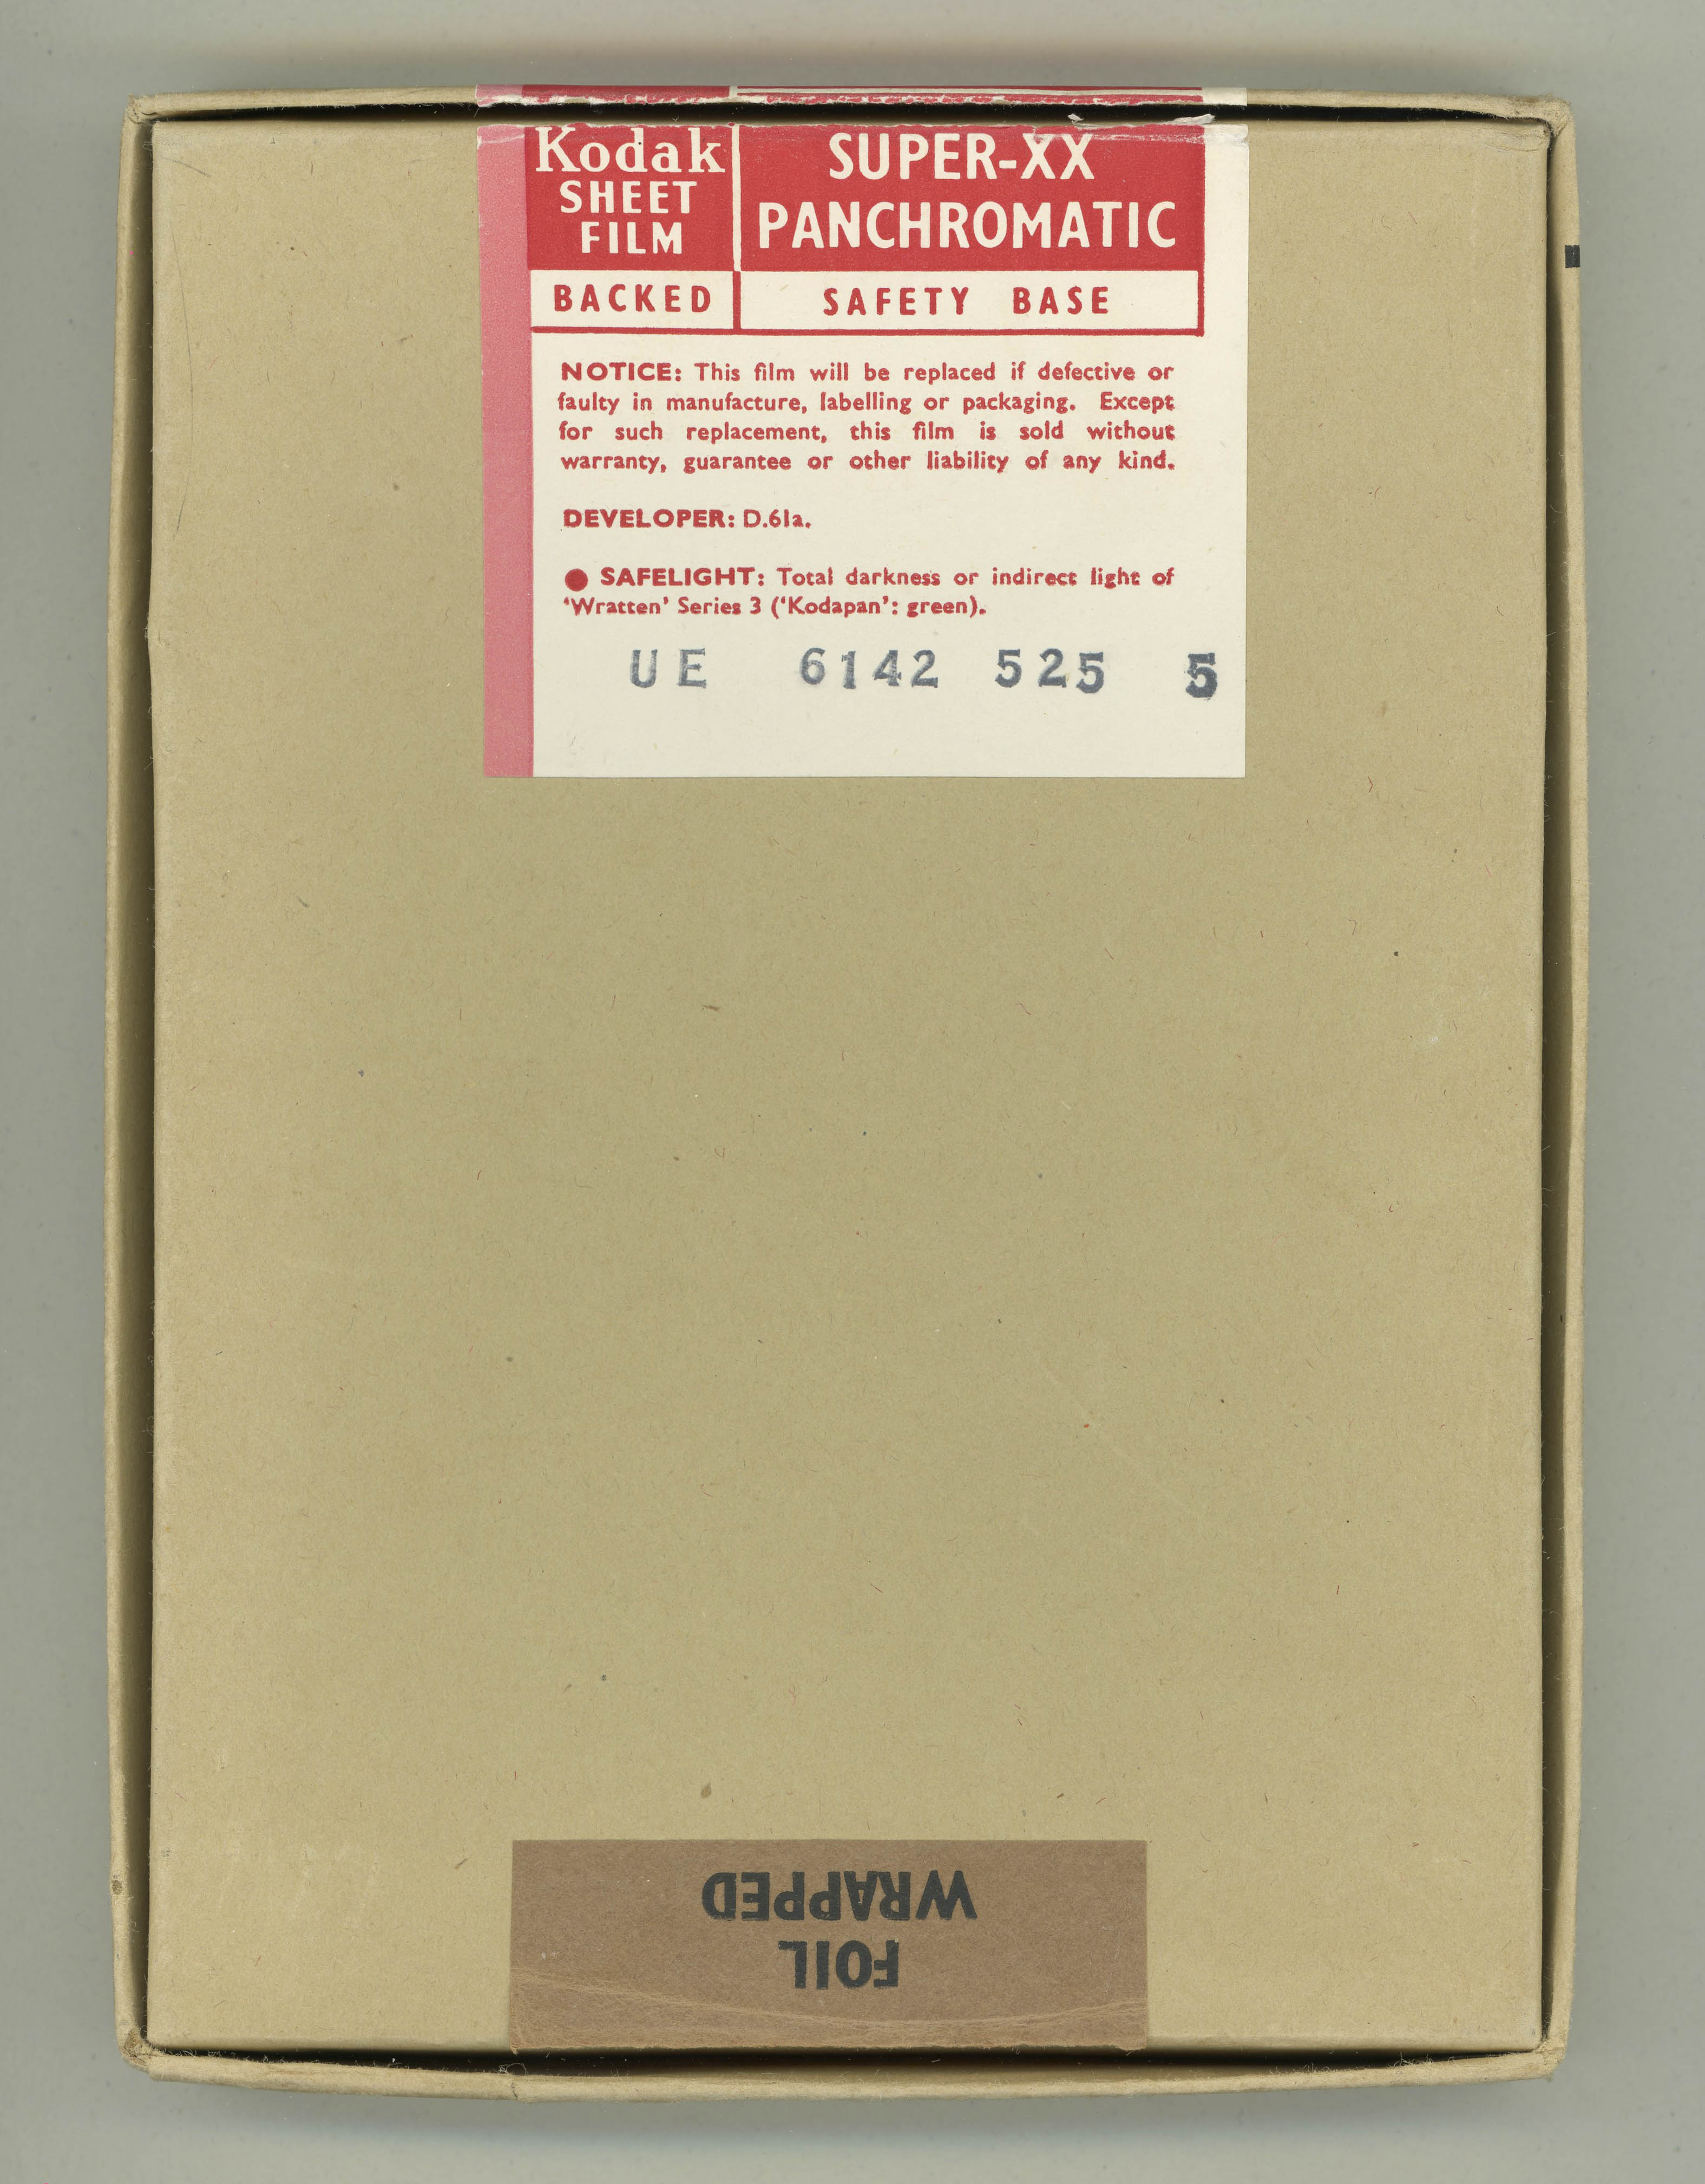 Kodak
SHEET
FILM
SUPER-XX
PANCHROMATIC
BACKED
SAFETY BASE
NOTICE: This film will be replaced if defective or
faulty in manufacture, labelling or packaging. Except
for such replacement, this film is sold without
warranty, guarantee or other liability of any kind.
DEVELOPER: D.61a.
● SAFELIGHT: Total darkness or indirect light of
‘Wratten’ Series 3 (‘Kodapan’: green).
UE 6142 525 5
FOIL
WRAPPED